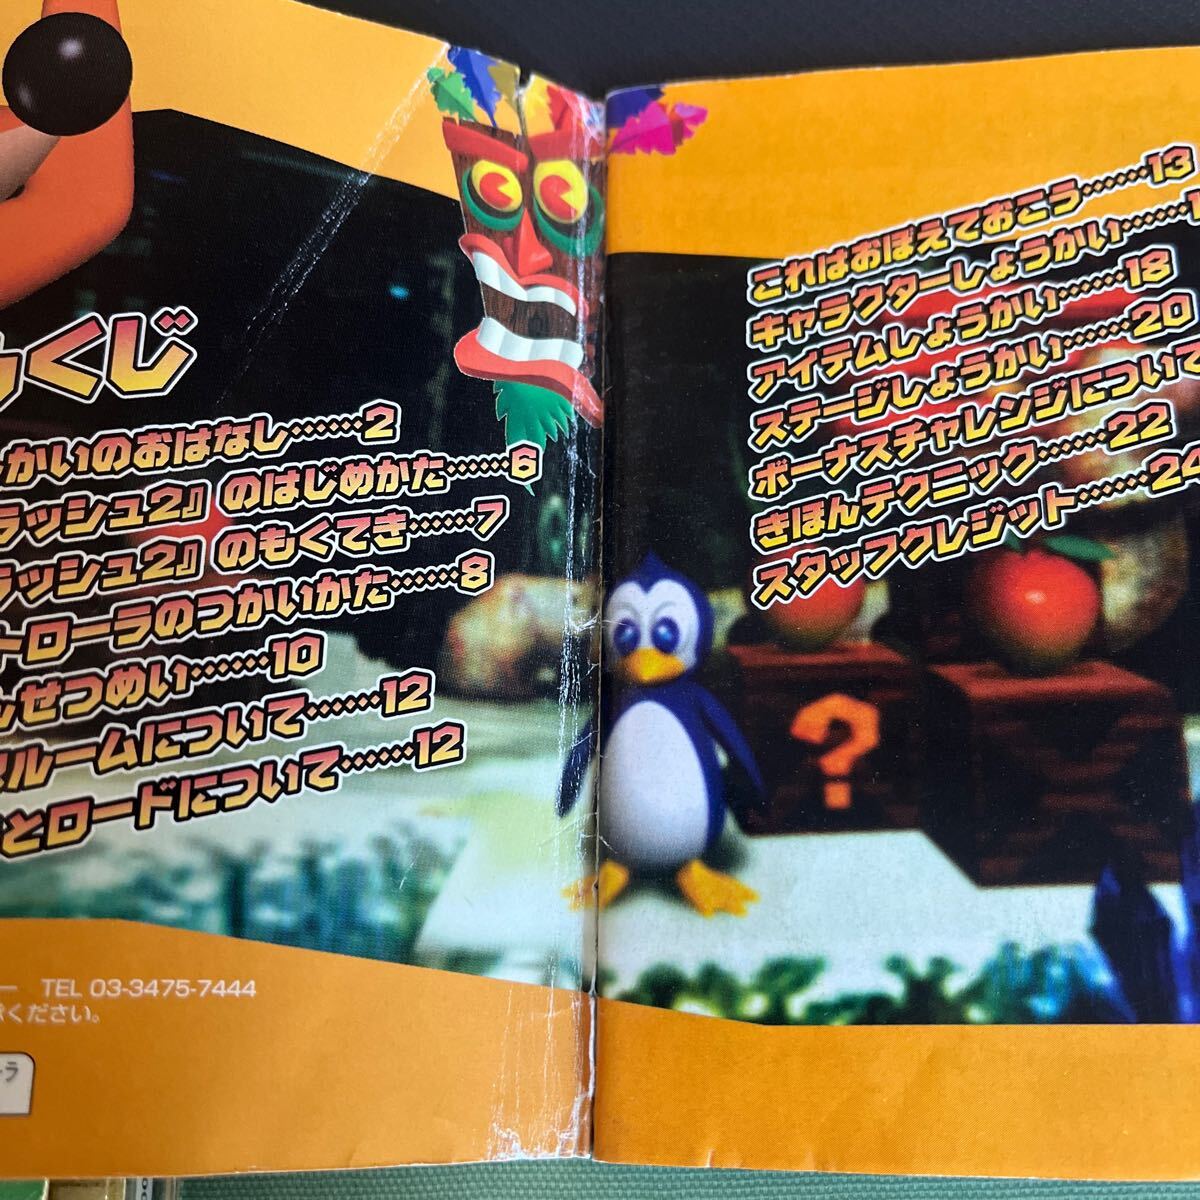 くじ
かいのおはなし……2
ラッシュ2』のはじめかた……6
ラッシュ2』のもくてき……7
トローラのつかいかた……8
せつめい……10
ルームについて……12
とロードについて……12
TEL 03-3475-7444
ください。
ラ
これはおぼえておこう……13
キャラクターしょうかい……1
アイテムしょうかい……18
ステージしょうかい……20
ボーナスチャレンジについて
きほんテクニック……22
スタッフクレジット……24
?